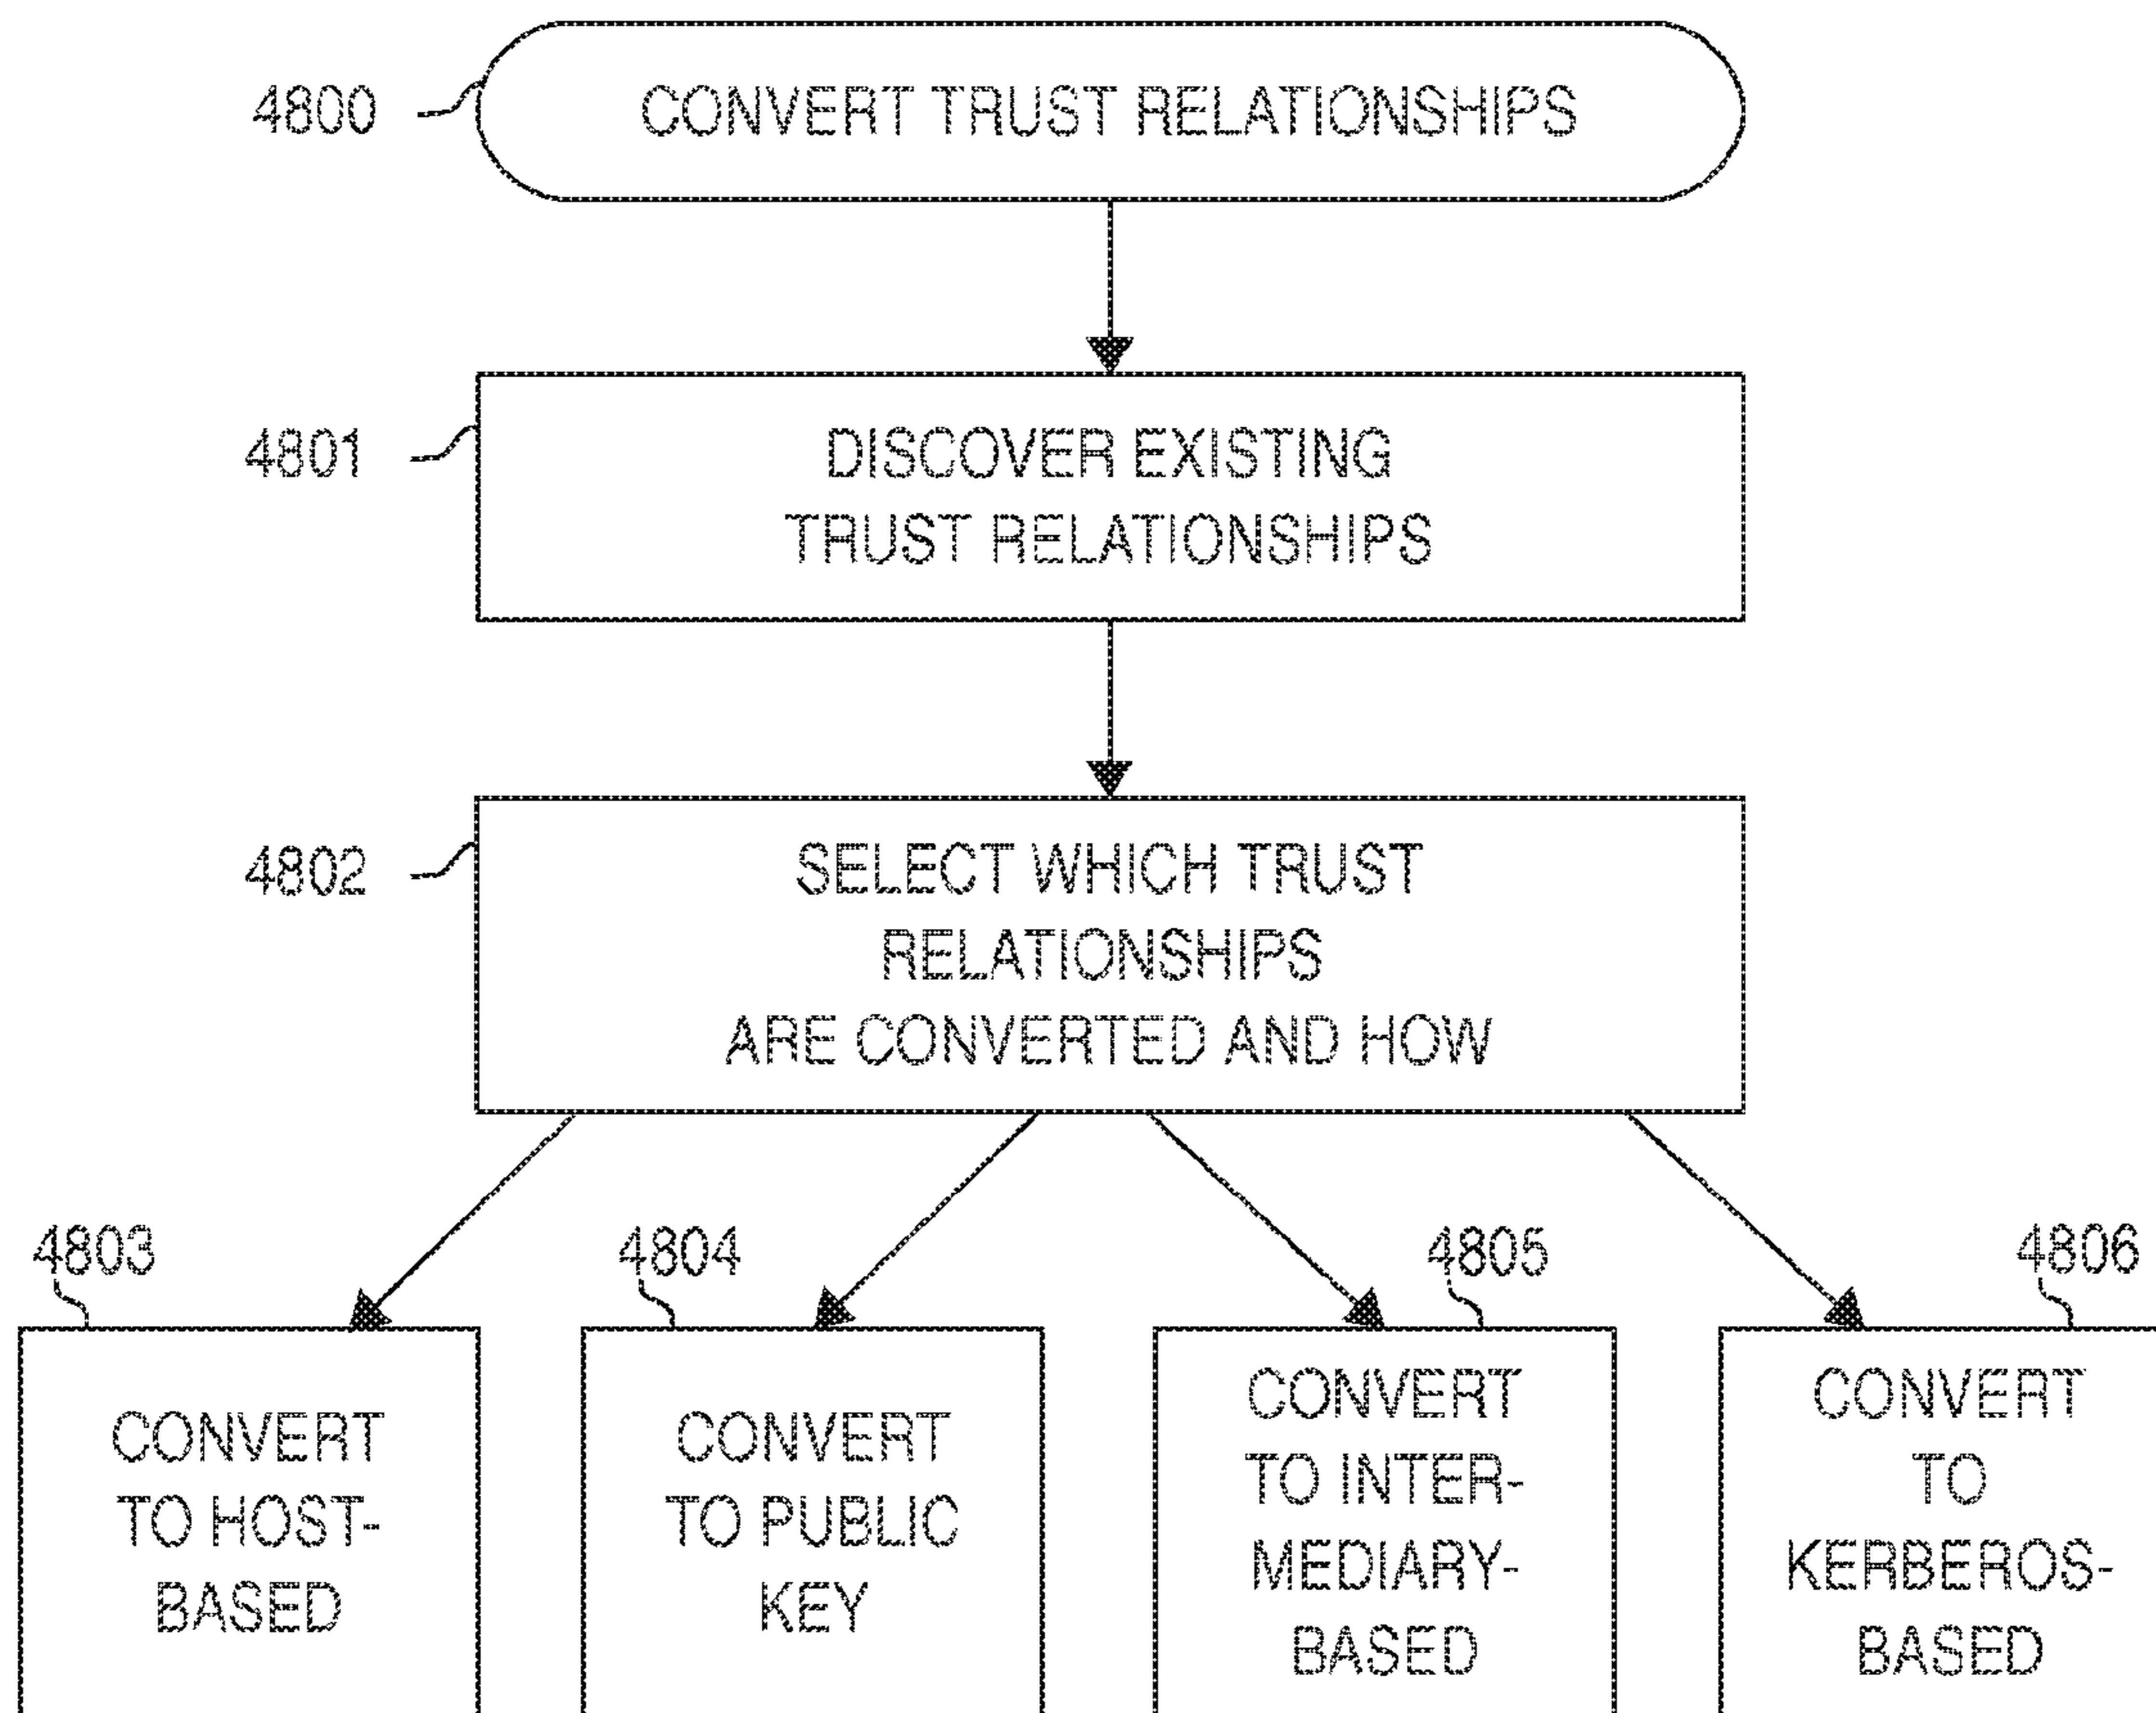 4800
CONVERT TRUST RELATIONSHIPS
4801
DISCOVER EXISTING
TRUST RELATIONSHIPS
4802
SELECT WHICH TRUST
RELATIONSHIPS
ARE CONVERTED AND HOW
4803
CONVERT
TO HOST-
BASED
4804
CONVERT
TO PUBLIC
KEY
4805
CONVERT
TO INTER-
MEDIARY-
BASED
4806
CONVERT
TO
KERBEROS-
BASED